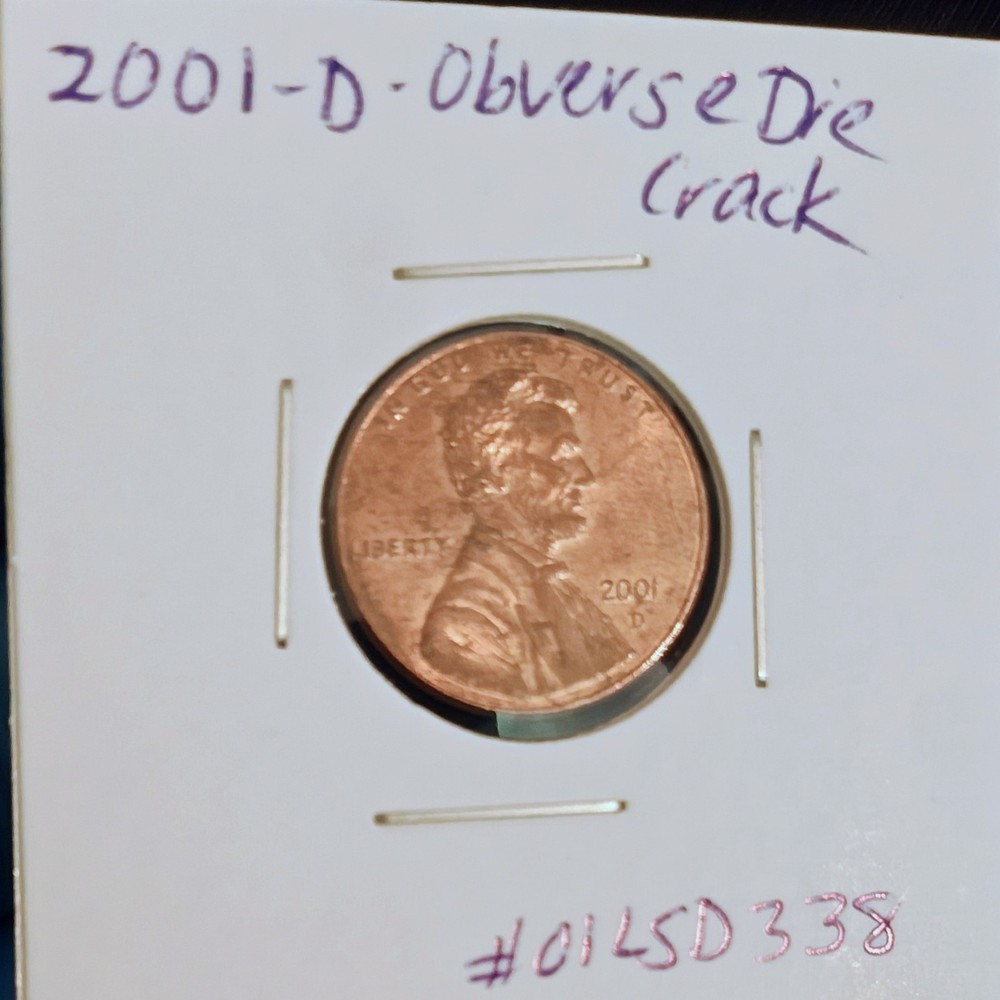 2001-D-Obverse Die
Crack
IN GOD WE TRUST
LIBERTY
2001
D
#01LSD338